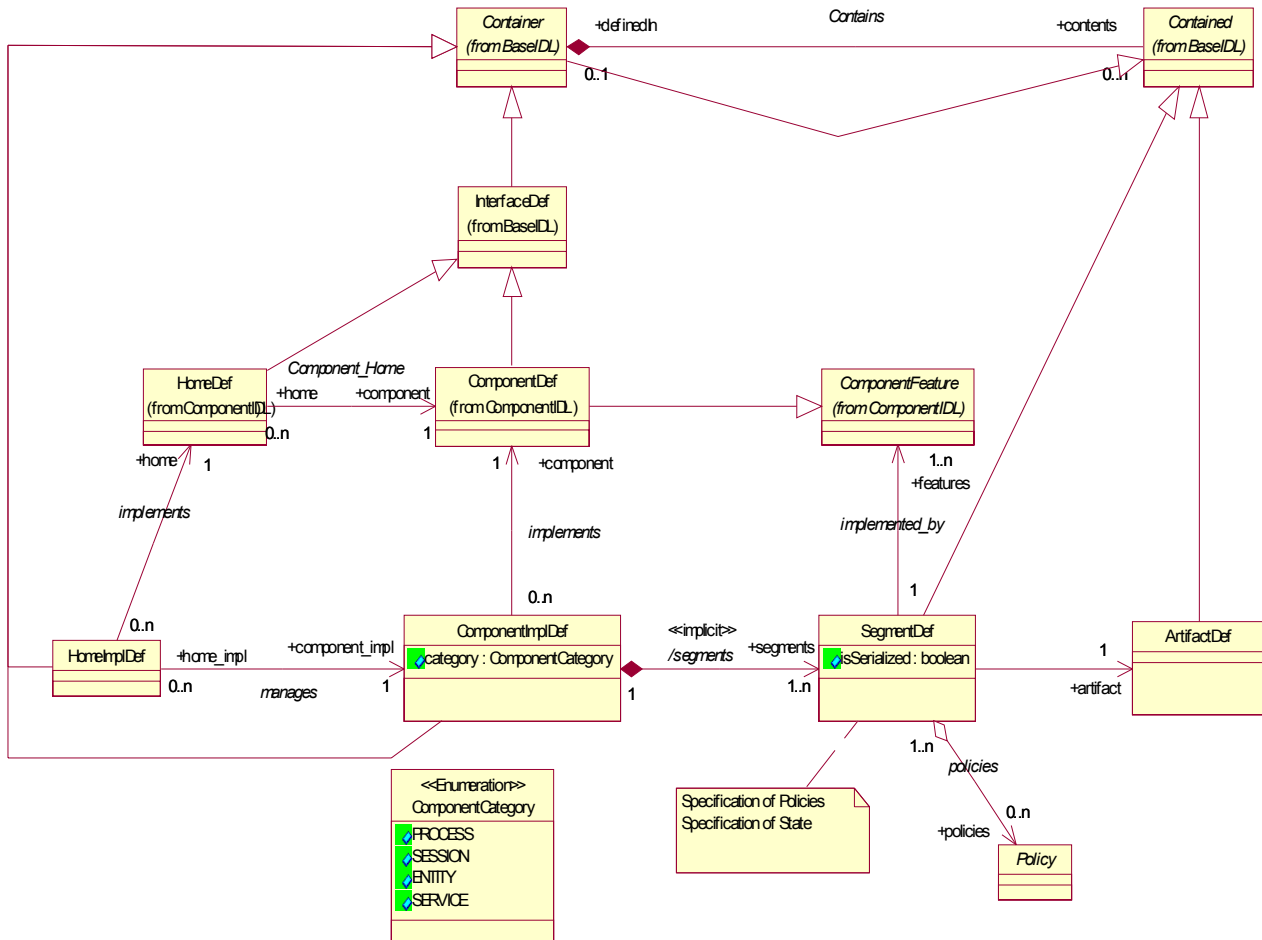 Container
(from BaseIDL)
+definedIn
Contains
+contents
Contained
(from BaseIDL)
0..1
0..n
InterfaceDef
(from BaseIDL)
HomeDef
(from ComponentIDL)
Component_Home
+home
+component
0..n
1
ComponentDef
(from ComponentIDL)
ComponentFeature
(from ComponentIDL)
+home
1
1
+component
1..n
+features
implements
implements
implemented_by
0..n
0..n
1
HomeImplDef
+home_impl
+component_impl
0..n
manages
1
ComponentImplDef
category : ComponentCategory
<<implicit>>
/segments
+segments
1
1..n
SegmentDef
isSerialized : boolean
1
+artifact
ArtifactDef
1..n
policies
0..n
+policies
Policy
Specification of Policies
Specification of State
<<Enumeration>>
ComponentCategory
PROCESS
SESSION
ENTITY
SERVICE